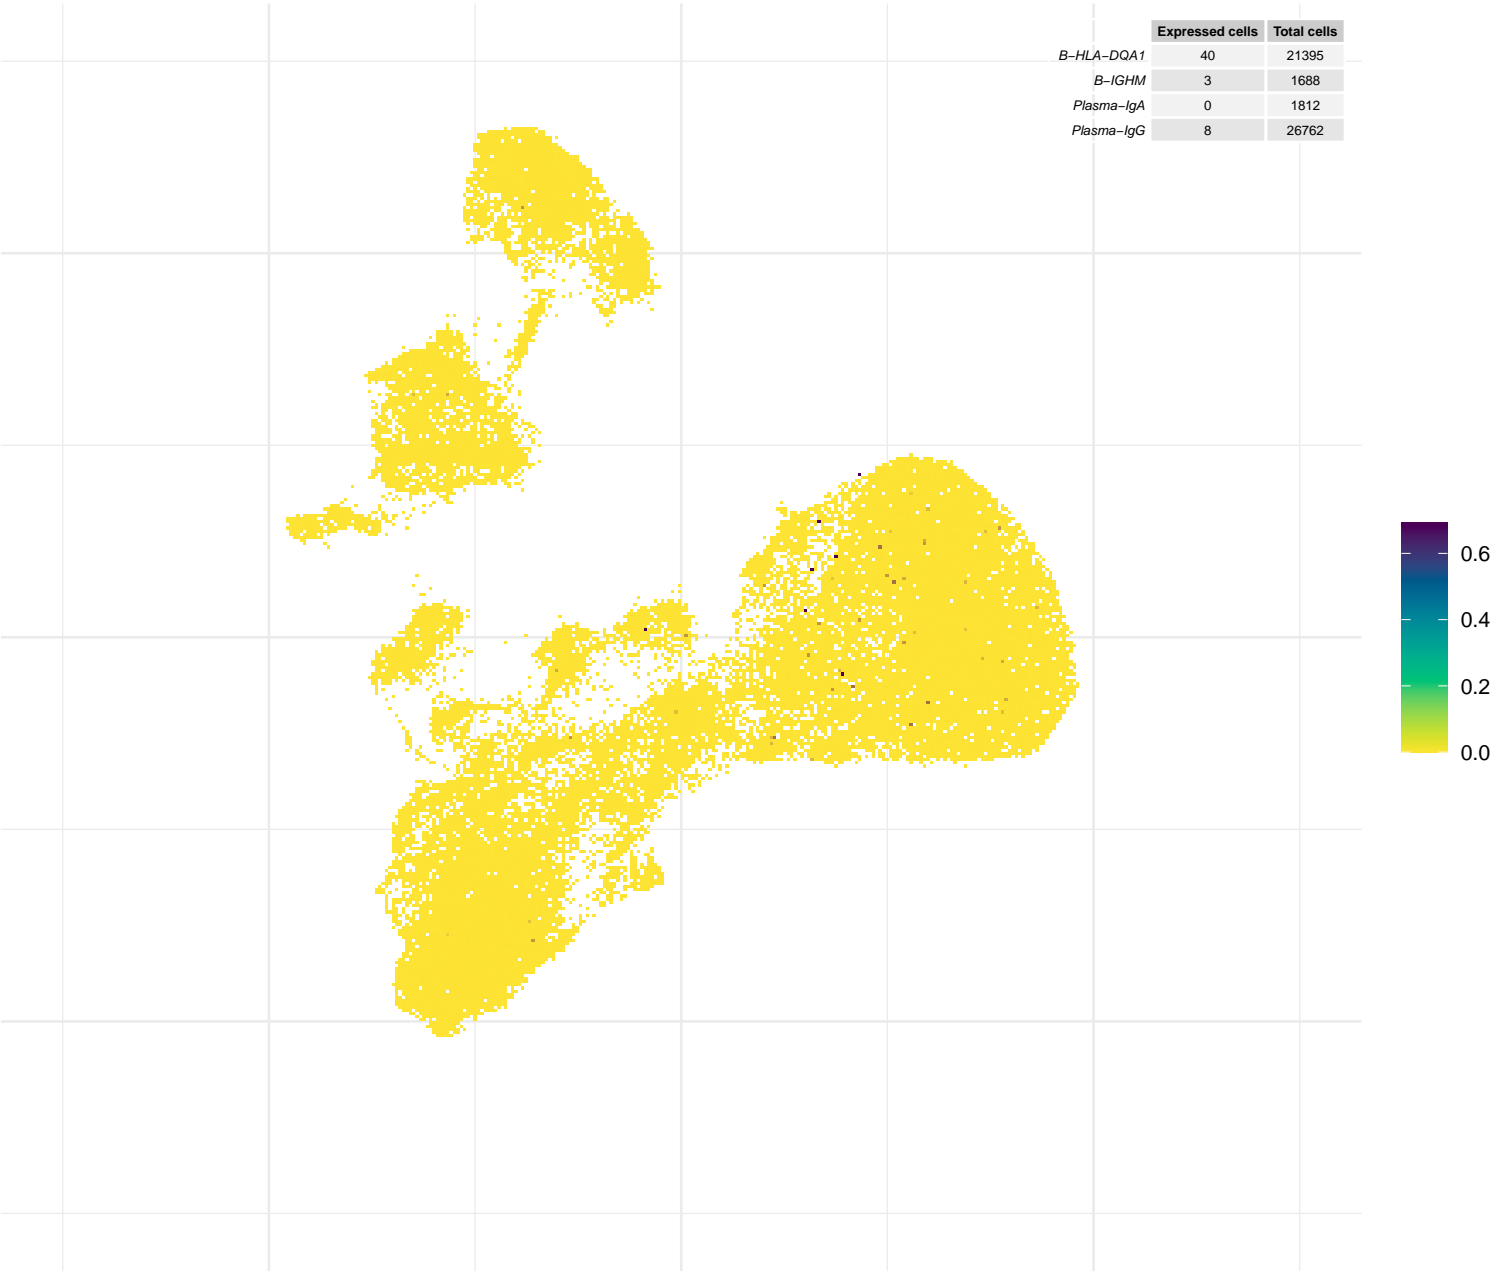 Expressed cells Total cells
B−HLA−DQA1 40 21395
B−IGHM 3 1688
Plasma−IgA 0 1812
Plasma−IgG 8 26762
0.6
0.4
0.2
0.0